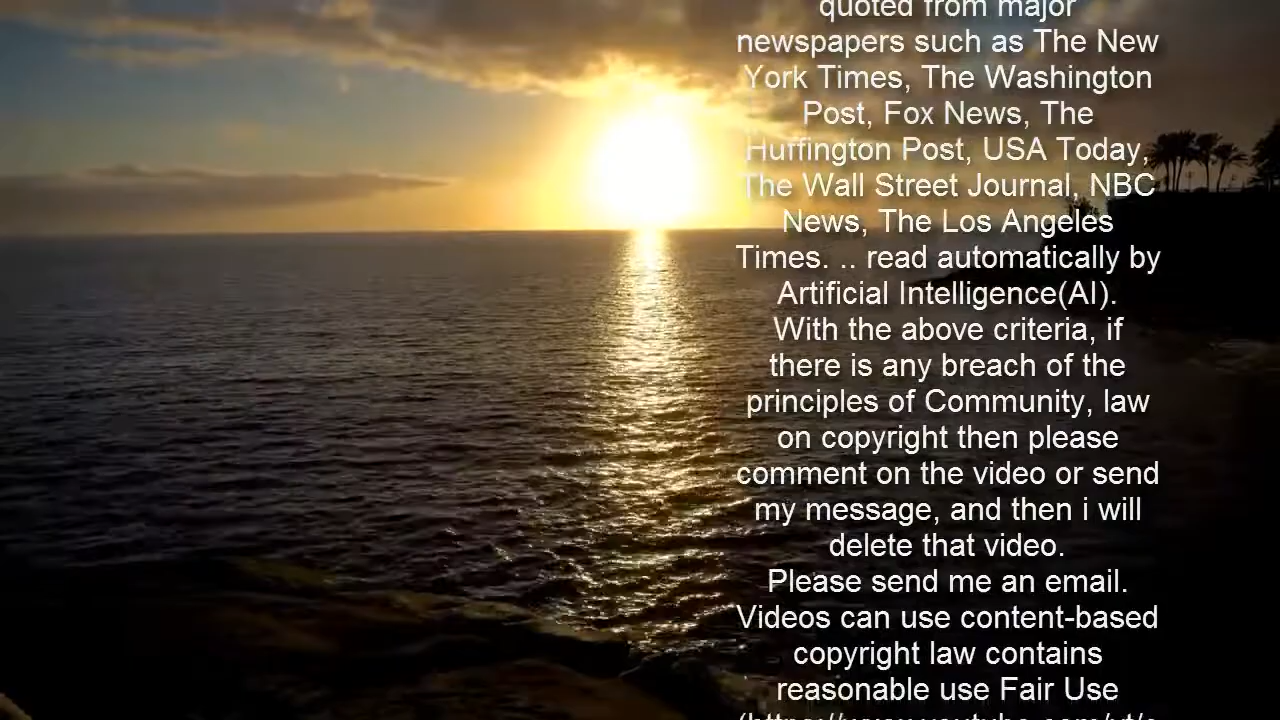 quoted from major
newspapers such as The New
York Times, The Washington
Post, Fox News, The
Huffington Post, USA Today,
The Wall Street Journal, NBC
News, The Los Angeles
Times. .. read automatically by
Artificial Intelligence(AI).
With the above criteria, if
there is any breach of the
principles of Community, law
on copyright then please
comment on the video or send
my message, and then i will
delete that video.
Please send me an email.
Videos can use content-based
copyright law contains
reasonable use Fair Use